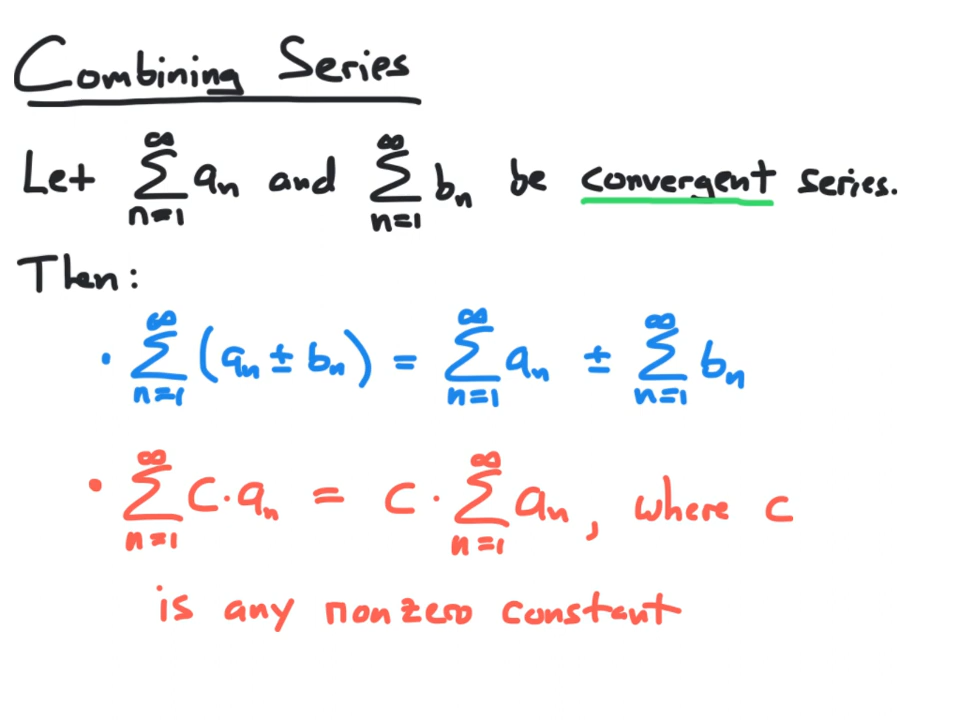 Combining Series
Let ∑_{n=1}^{∞} a_n and ∑_{n=1}^{∞} b_n be convergent series.
Then:
• ∑_{n=1}^{∞} (a_n ± b_n) = ∑_{n=1}^{∞} a_n ± ∑_{n=1}^{∞} b_n
• ∑_{n=1}^{∞} c · a_n = c · ∑_{n=1}^{∞} a_n, where c
is any nonzero constant